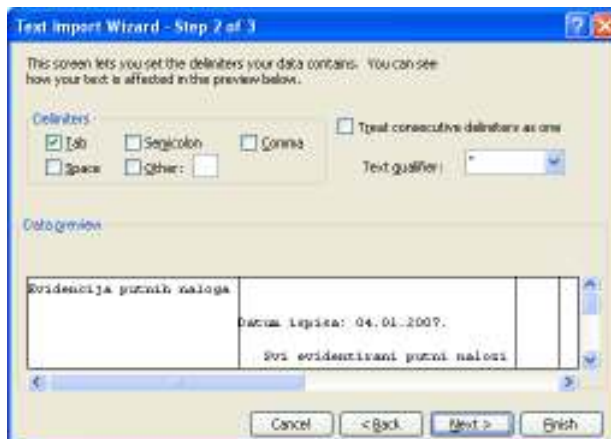 Text Import Wizard - Step 2 of 3
This screen lets you set the delimiters your data contains. You can see
how your text is affected in the preview below.
Delimiters
Tab
Semicolon
Comma
Space
Other:
Treat consecutive delimiters as one
Text qualifier:
"
Data preview
Evidencija putnih naloga
Datum ispisa: 04.01.2007.
Svi evidentirani putni nalozi
Cancel
< Back
Next >
Finish